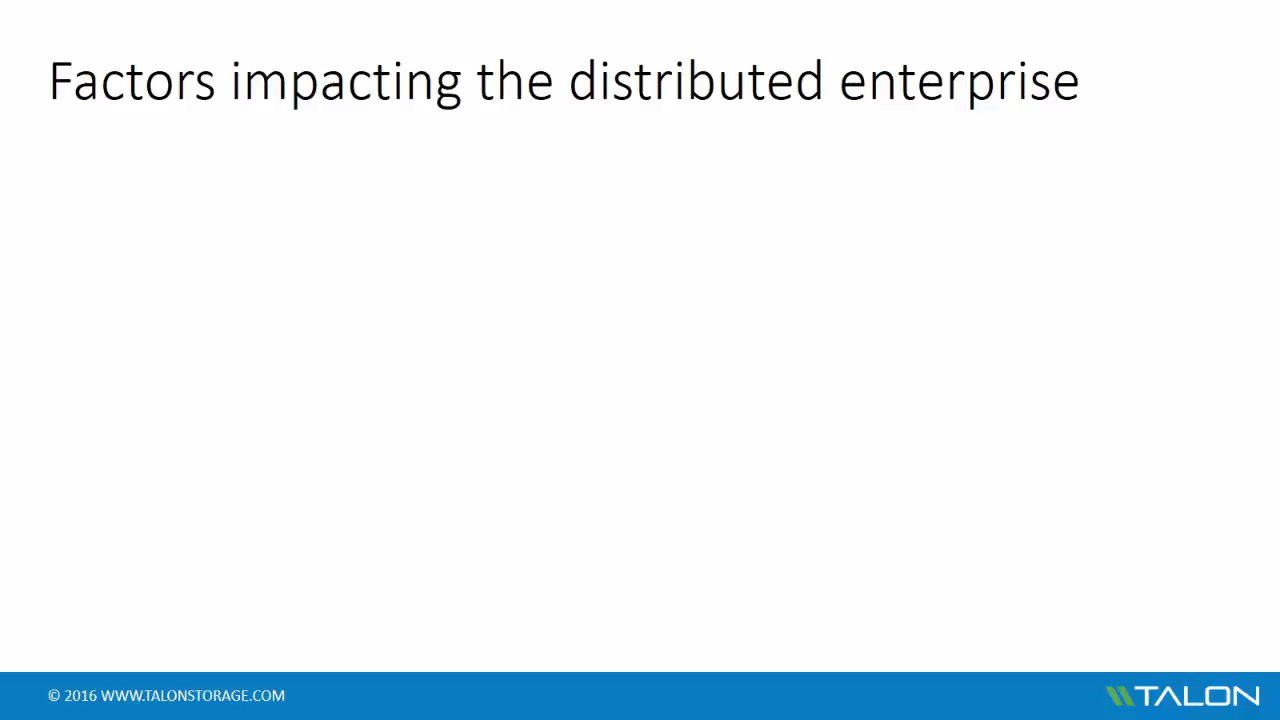 Factors impacting the distributed enterprise
© 2016 WWW.TALONSTORAGE.COM
TALON